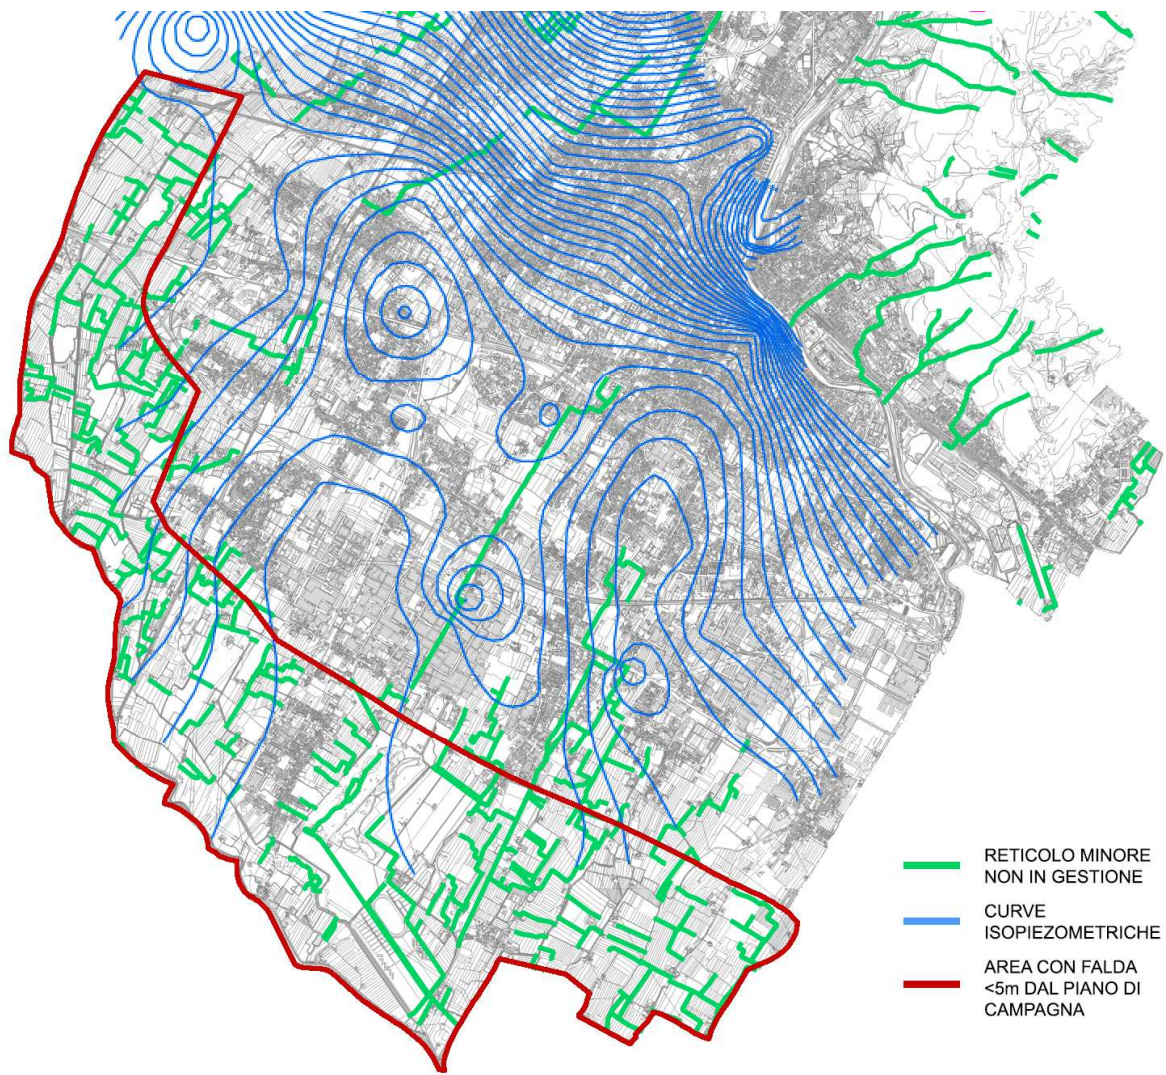 RETICOLO MINORE
NON IN GESTIONE
CURVE
ISOPIEZOMETRICHE
AREA CON FALDA
<5m DAL PIANO DI
CAMPAGNA